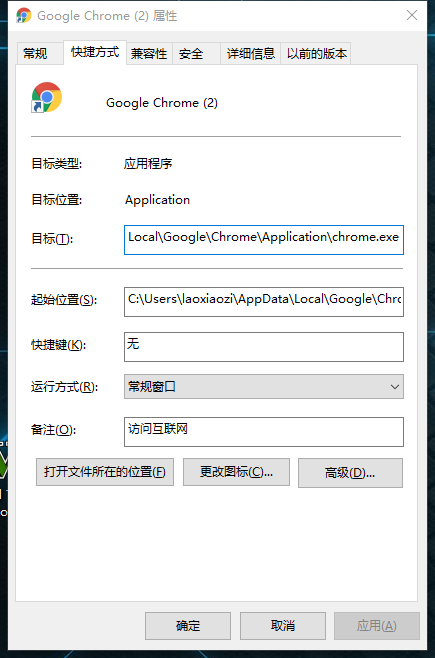 Google Chrome (2) 属性
常规 快捷方式 兼容性 安全 详细信息 以前的版本
Google Chrome (2)
目标类型: 应用程序
目标位置: Application
目标(T): Local\Google\Chrome\Application\chrome.exe
起始位置(S): C:\Users\laoxiaozi\AppData\Local\Google\Chro
快捷键(K): 无
运行方式(R): 常规窗口
备注(O): 访问互联网
打开文件所在的位置(F) 更改图标(C)... 高级(D)...
确定 取消 应用(A)